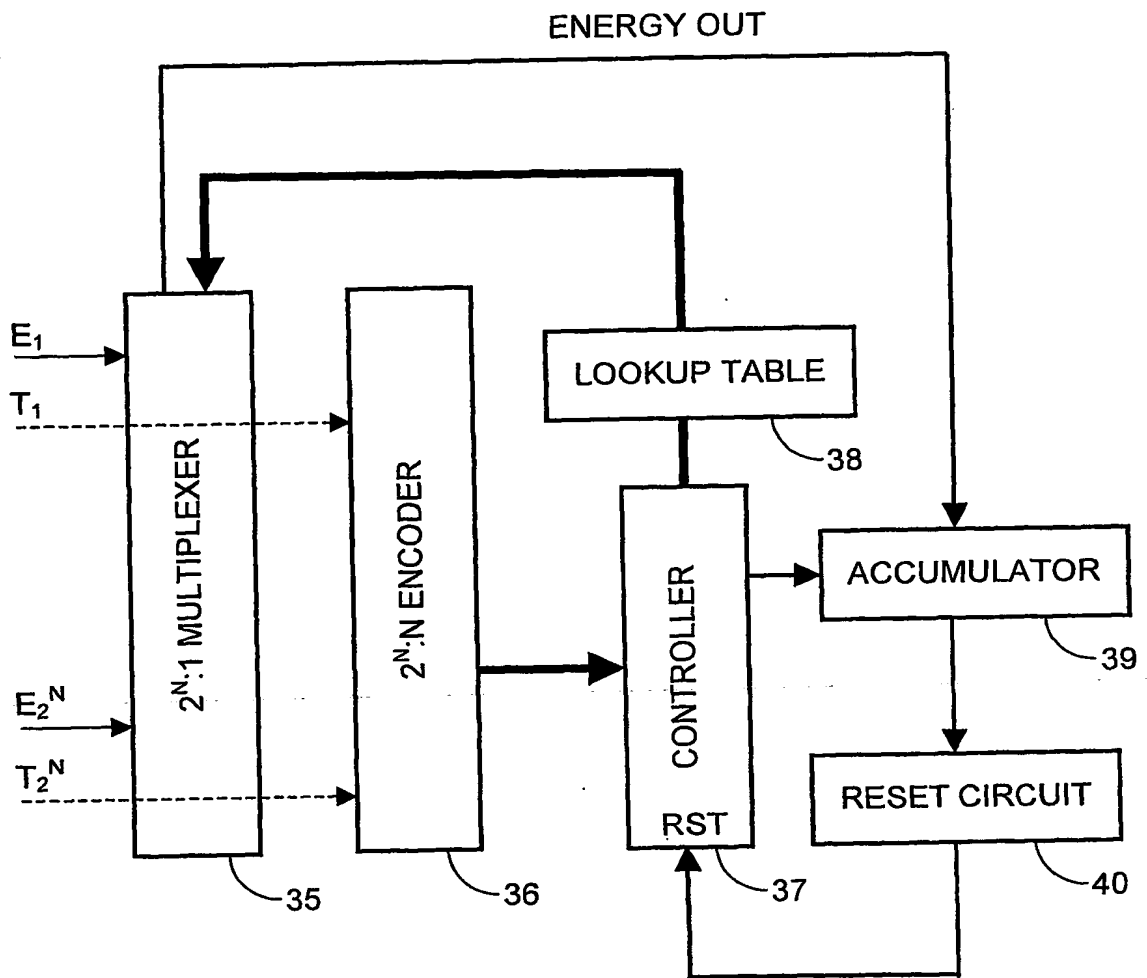 ENERGY OUT
E₁
T₁
E₂ᴺ
T₂ᴺ
2ᴺ:1 MULTIPLEXER
35
2ᴺ:N ENCODER
36
LOOKUP TABLE
38
CONTROLLER
RST
37
ACCUMULATOR
39
RESET CIRCUIT
40